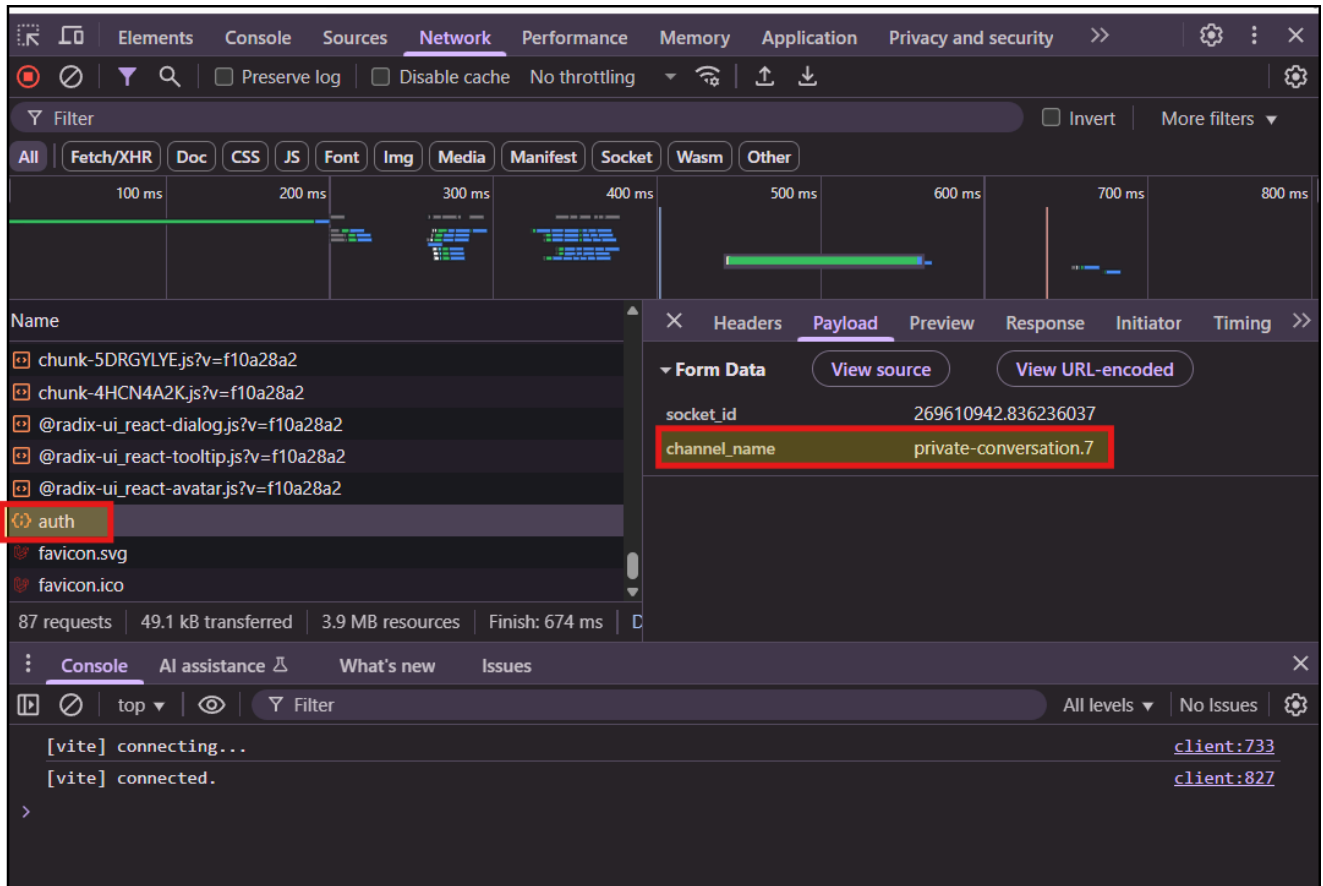 Elements Console Sources Network Performance Memory Application Privacy and security
Preserve log Disable cache No throttling
Filter Invert More filters
All Fetch/XHR Doc CSS JS Font Img Media Manifest Socket Wasm Other
100 ms 200 ms 300 ms 400 ms 500 ms 600 ms 700 ms 800 ms
Name
chunk-5DRGYLYE.js?v=f10a28a2
chunk-4HCN4A2K.js?v=f10a28a2
@radix-ui_react-dialog.js?v=f10a28a2
@radix-ui_react-tooltip.js?v=f10a28a2
@radix-ui_react-avatar.js?v=f10a28a2
auth
favicon.svg
favicon.ico
87 requests 49.1 kB transferred 3.9 MB resources Finish: 674 ms D
Headers Payload Preview Response Initiator Timing
Form Data View source View URL-encoded
socket_id 269610942.836236037
channel_name private-conversation.7
Console AI assistance What's new Issues
top Filter All levels No Issues
[vite] connecting... client:733
[vite] connected. client:827